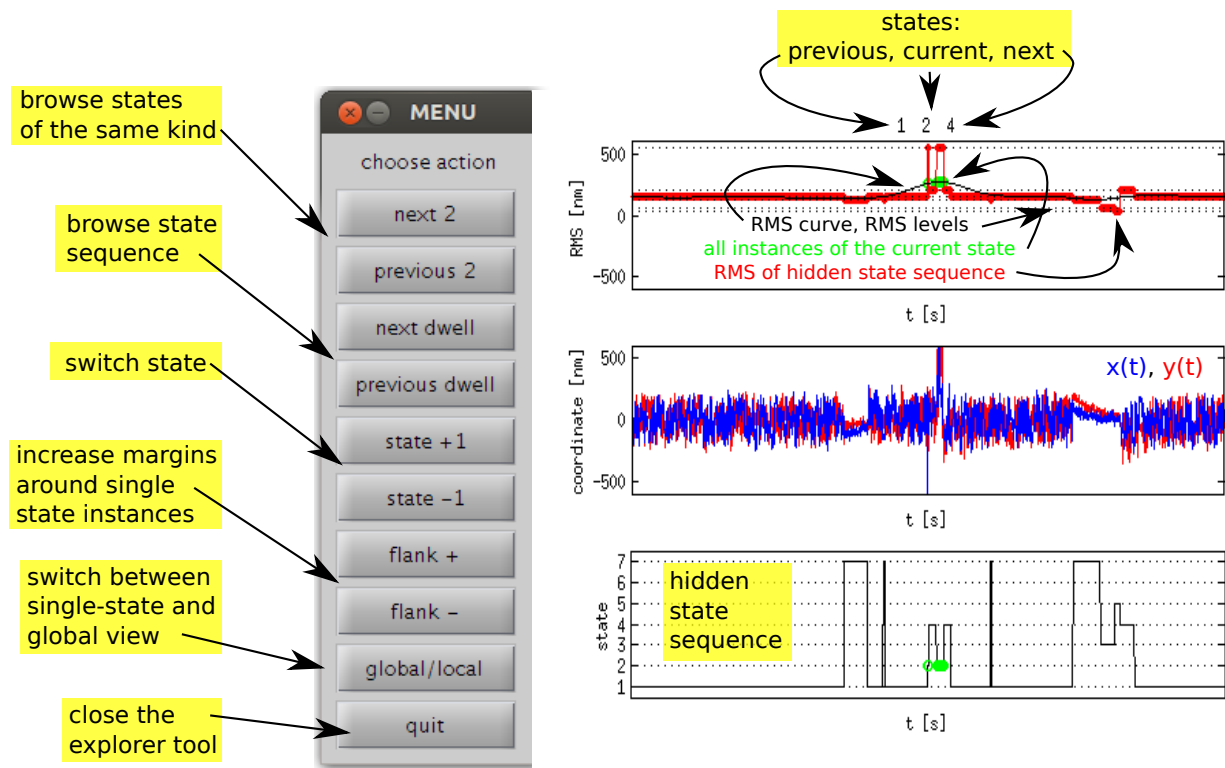 browse states
of the same kind
browse state
sequence
switch state
increase margins
around single
state instances
switch between
single-state and
global view
close the
explorer tool
MENU
choose action
next 2
previous 2
next dwell
previous dwell
state +1
state −1
flank +
flank −
global/local
quit
states:
previous, current, next
1 2 4
500
0
−500
RMS [nm]
RMS curve, RMS levels
all instances of the current state
RMS of hidden state sequence
t [s]
500
0
−500
coordinate [nm]
x(t), y(t)
t [s]
7
6
5
4
3
2
1
state
hidden
state
sequence
t [s]